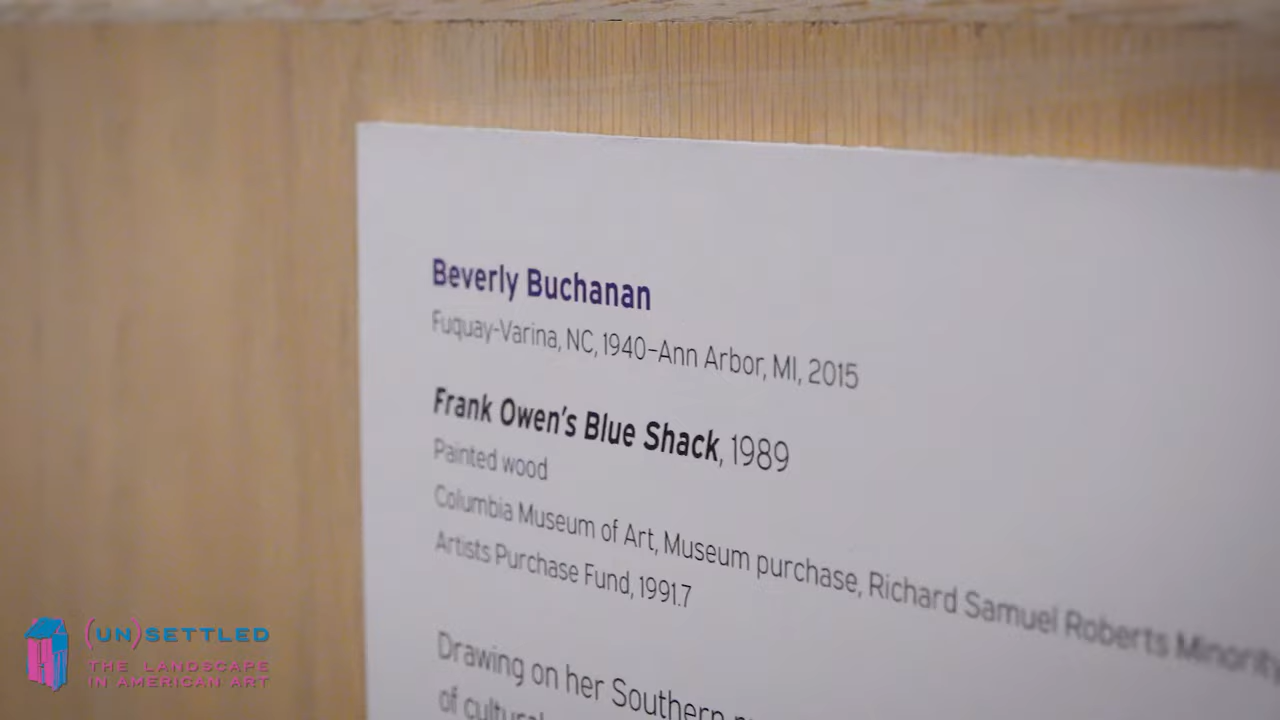 Beverly Buchanan
Fuquay-Varina, NC, 1940–Ann Arbor, MI, 2015
Frank Owen's Blue Shack, 1989
Painted wood
Columbia Museum of Art, Museum purchase, Richard Samuel Roberts Minority
Artists Purchase Fund, 1991.7
Drawing on her Southern
of cultural
(UN)SETTLED
THE LANDSCAPE
IN AMERICAN ART